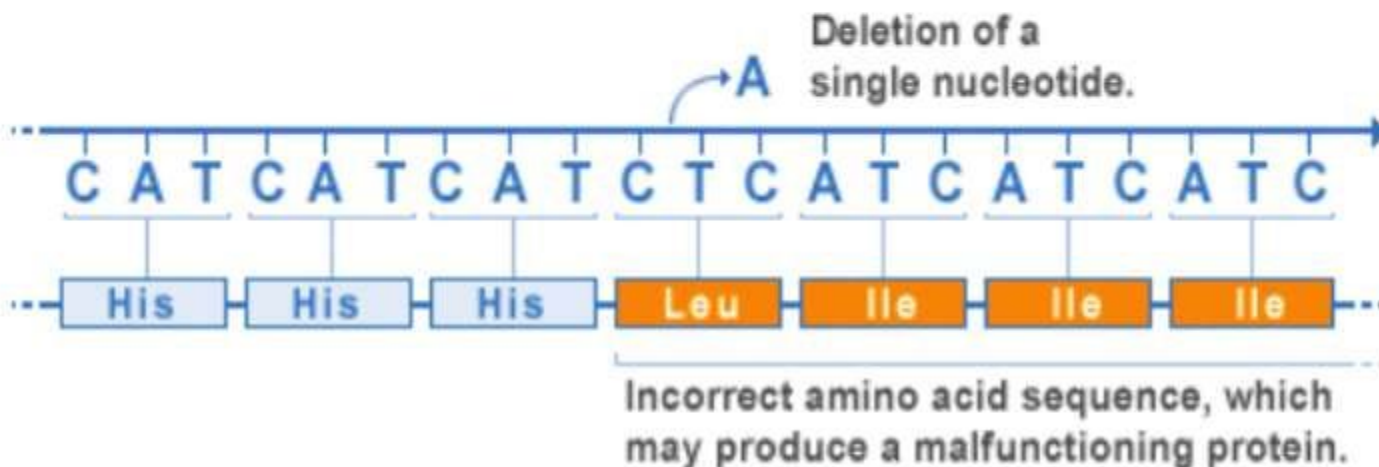 Deletion of a
A single nucleotide.
C A T C A T C A T C T C A T C A T C A T C
His His His Leu Ile Ile Ile
Incorrect amino acid sequence, which
may produce a malfunctioning protein.